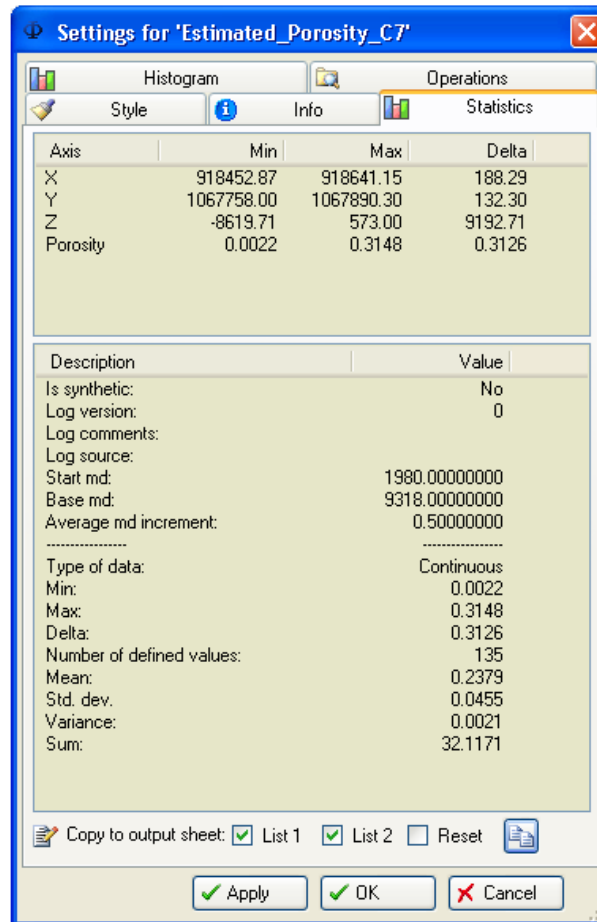 Settings for 'Estimated_Porosity_C7'
Histogram Operations
Style Info Statistics
Axis Min Max Delta
X 918452.87 918641.15 188.29
Y 1067758.00 1067890.30 132.30
Z -8619.71 573.00 9192.71
Porosity 0.0022 0.3148 0.3126
Description Value
Is synthetic: No
Log version: 0
Log comments:
Log source:
Start md: 1980.00000000
Base md: 9318.00000000
Average md increment: 0.50000000
---------------- ----------------
Type of data: Continuous
Min: 0.0022
Max: 0.3148
Delta: 0.3126
Number of defined values: 135
Mean: 0.2379
Std. dev. 0.0455
Variance: 0.0021
Sum: 32.1171
Copy to output sheet: List 1 List 2 Reset
Apply OK Cancel